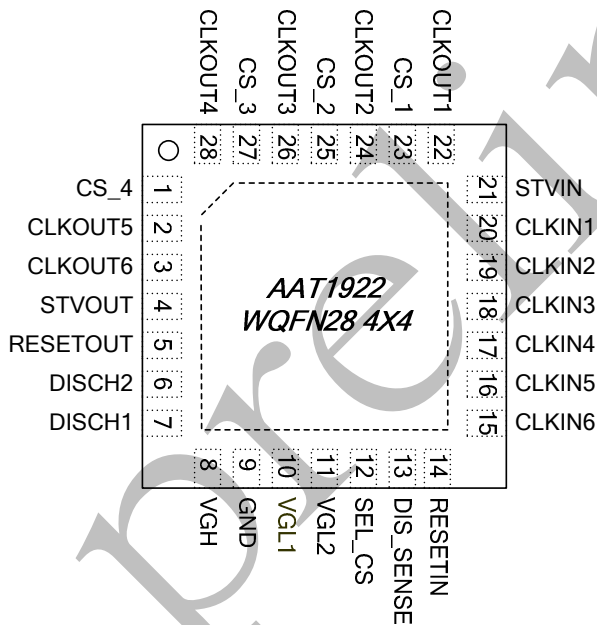 CLKOUT4
CS_3
CLKOUT3
CS_2
CLKOUT2
CS_1
CLKOUT1
28
27
26
25
24
23
22
CS_4 1
CLKOUT5 2
CLKOUT6 3
STVOUT 4
RESETOUT 5
DISCH2 6
DISCH1 7
AAT1922
WQFN28 4X4
21 STVIN
20 CLKIN1
19 CLKIN2
18 CLKIN3
17 CLKIN4
16 CLKIN5
15 CLKIN6
8
9
10
11
12
13
14
VGH
GND
VGL1
VGL2
SEL_CS
DIS_SENSE
RESETIN
preli